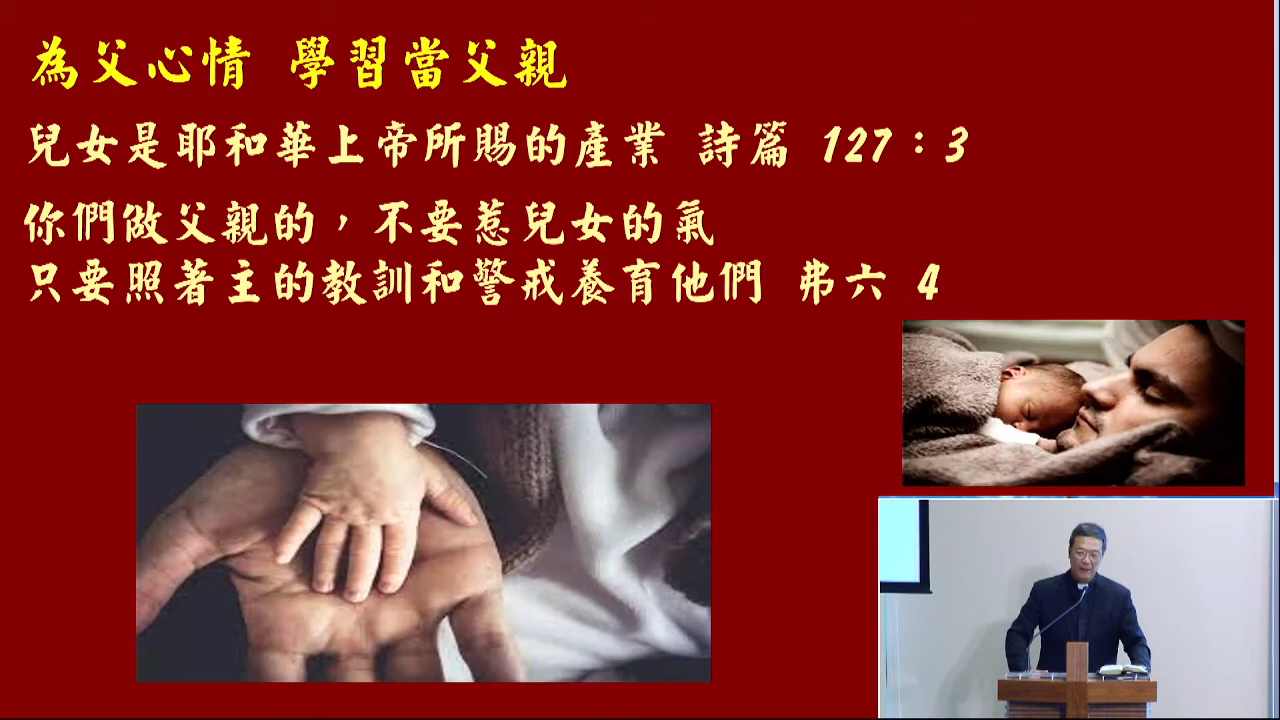 為父心情 學習當父親
兒女是耶和華上帝所賜的產業 詩篇 127：3
你們做父親的，不要惹兒女的氣
只要照著主的教訓和警戒養育他們 弗六 4